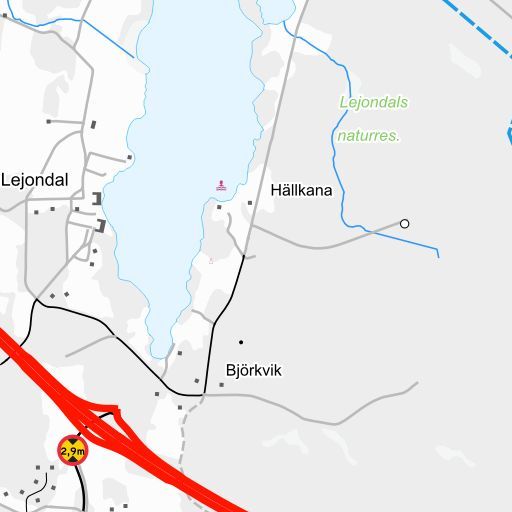 Lejondals
naturres.
Lejondal
Hällkana
Björkvik
2,9m